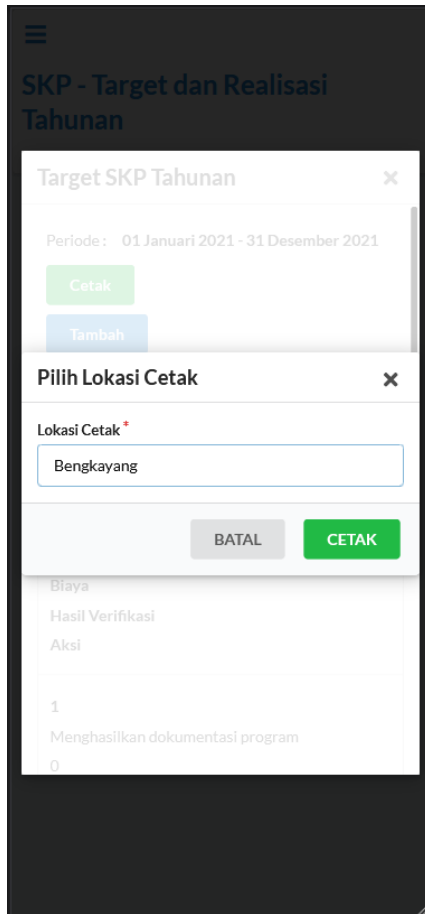 SKP - Target dan Realisasi
Tahunan
Target SKP Tahunan
Periode : 01 Januari 2021 - 31 Desember 2021
Cetak
Tambah
Pilih Lokasi Cetak
Lokasi Cetak *
Bengkayang
BATAL CETAK
Biaya
Hasil Verifikasi
Aksi
1
Menghasilkan dokumentasi program
0